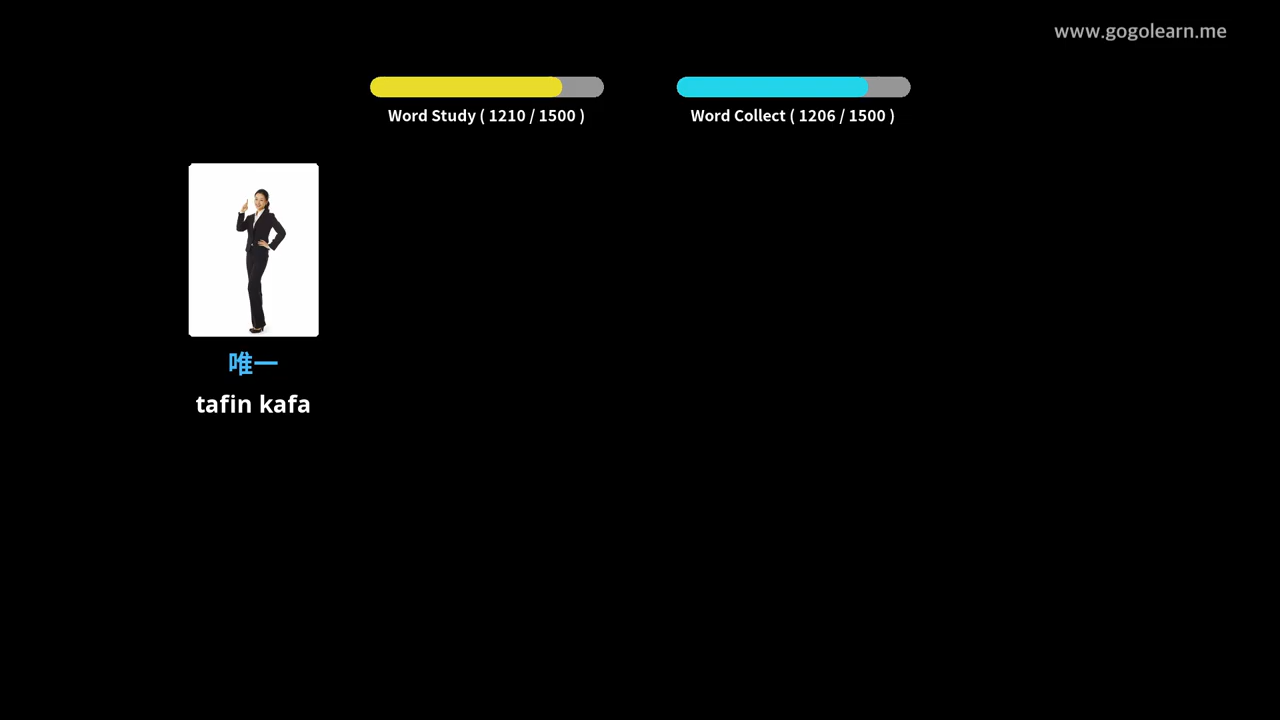 www.gogolearn.me
Word Study ( 1210 / 1500 )
Word Collect ( 1206 / 1500 )
唯一
tafin kafa